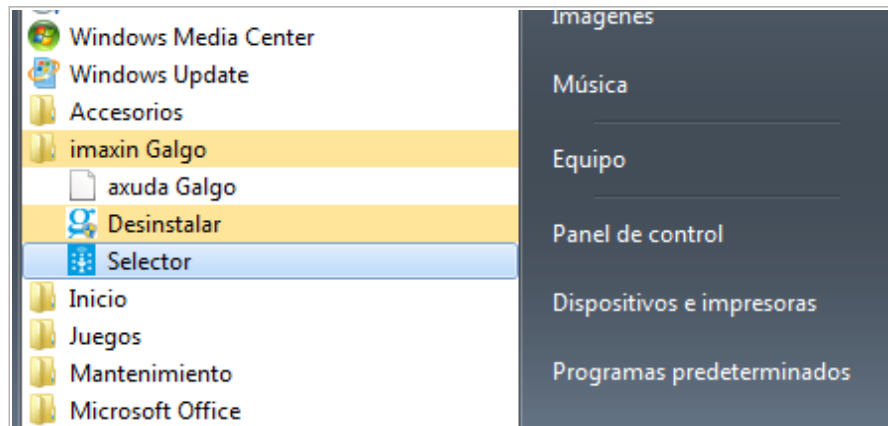 Windows Media Center
Windows Update
Accesorios
imaxin Galgo
axuda Galgo
Desinstalar
Selector
Inicio
Juegos
Mantenimiento
Microsoft Office
Imágenes
Música
Equipo
Panel de control
Dispositivos e impresoras
Programas predeterminados